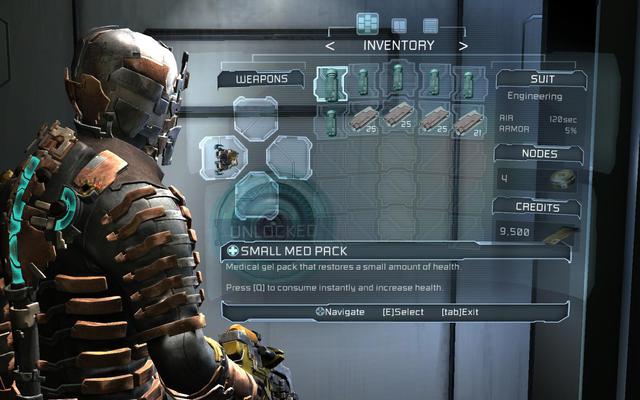 < INVENTORY >
WEAPONS
SUIT
Engineering
AIR 120sec
ARMOR 5%
25 25 25 21
NODES
4
CREDITS
9,500
UNLOCKED
SMALL MED PACK
Medical gel pack that restores a small amount of health.
Press [Q] to consume instantly and increase health.
Navigate [E]Select [tab]Exit